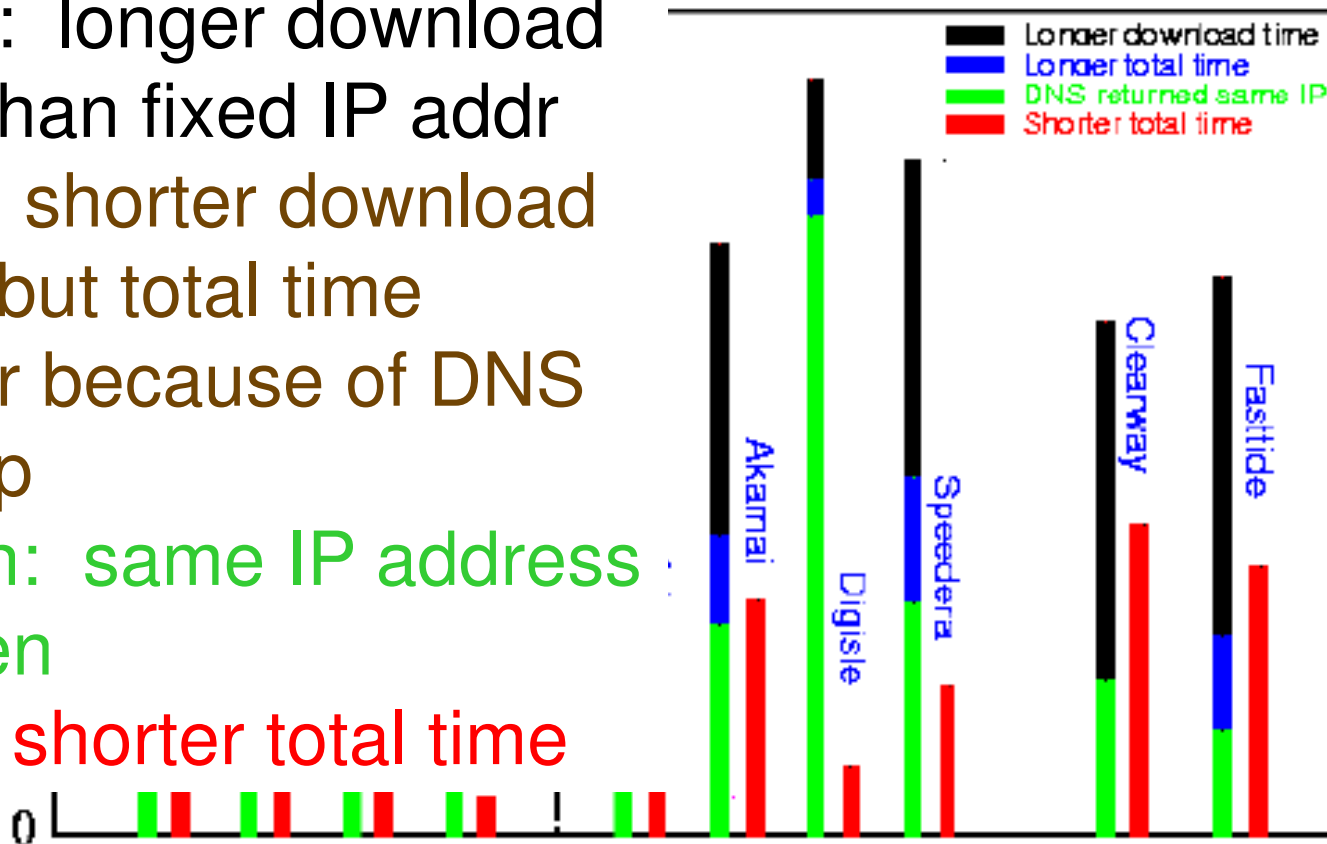 : longer download
han fixed IP addr
shorter download
but total time
r because of DNS
p
n: same IP address
en
shorter total time
0
Longer download time
Longer total time
DNS returned same IP
Shorter total time
Akamai
Digisle
Speedera
Clearway
Fasttide